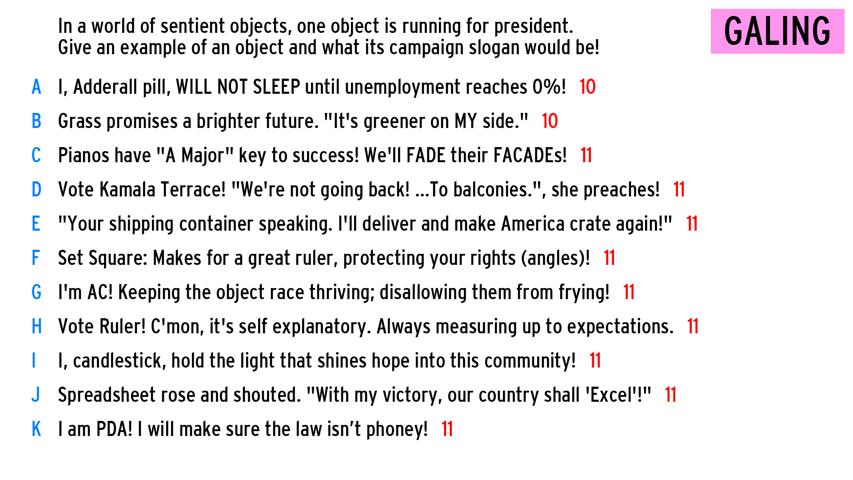 In a world of sentient objects, one object is running for president.
Give an example of an object and what its campaign slogan would be!
GALING
A I, Adderall pill, WILL NOT SLEEP until unemployment reaches 0%! 10
B Grass promises a brighter future. "It's greener on MY side." 10
C Pianos have "A Major" key to success! We'll FADE their FACADEs! 11
D Vote Kamala Terrace! "We're not going back! ...To balconies.", she preaches! 11
E "Your shipping container speaking. I'll deliver and make America crate again!" 11
F Set Square: Makes for a great ruler, protecting your rights (angles)! 11
G I'm AC! Keeping the object race thriving; disallowing them from frying! 11
H Vote Ruler! C'mon, it's self explanatory. Always measuring up to expectations. 11
I I, candlestick, hold the light that shines hope into this community! 11
J Spreadsheet rose and shouted. "With my victory, our country shall 'Excel'!" 11
K I am PDA! I will make sure the law isn’t phoney! 11